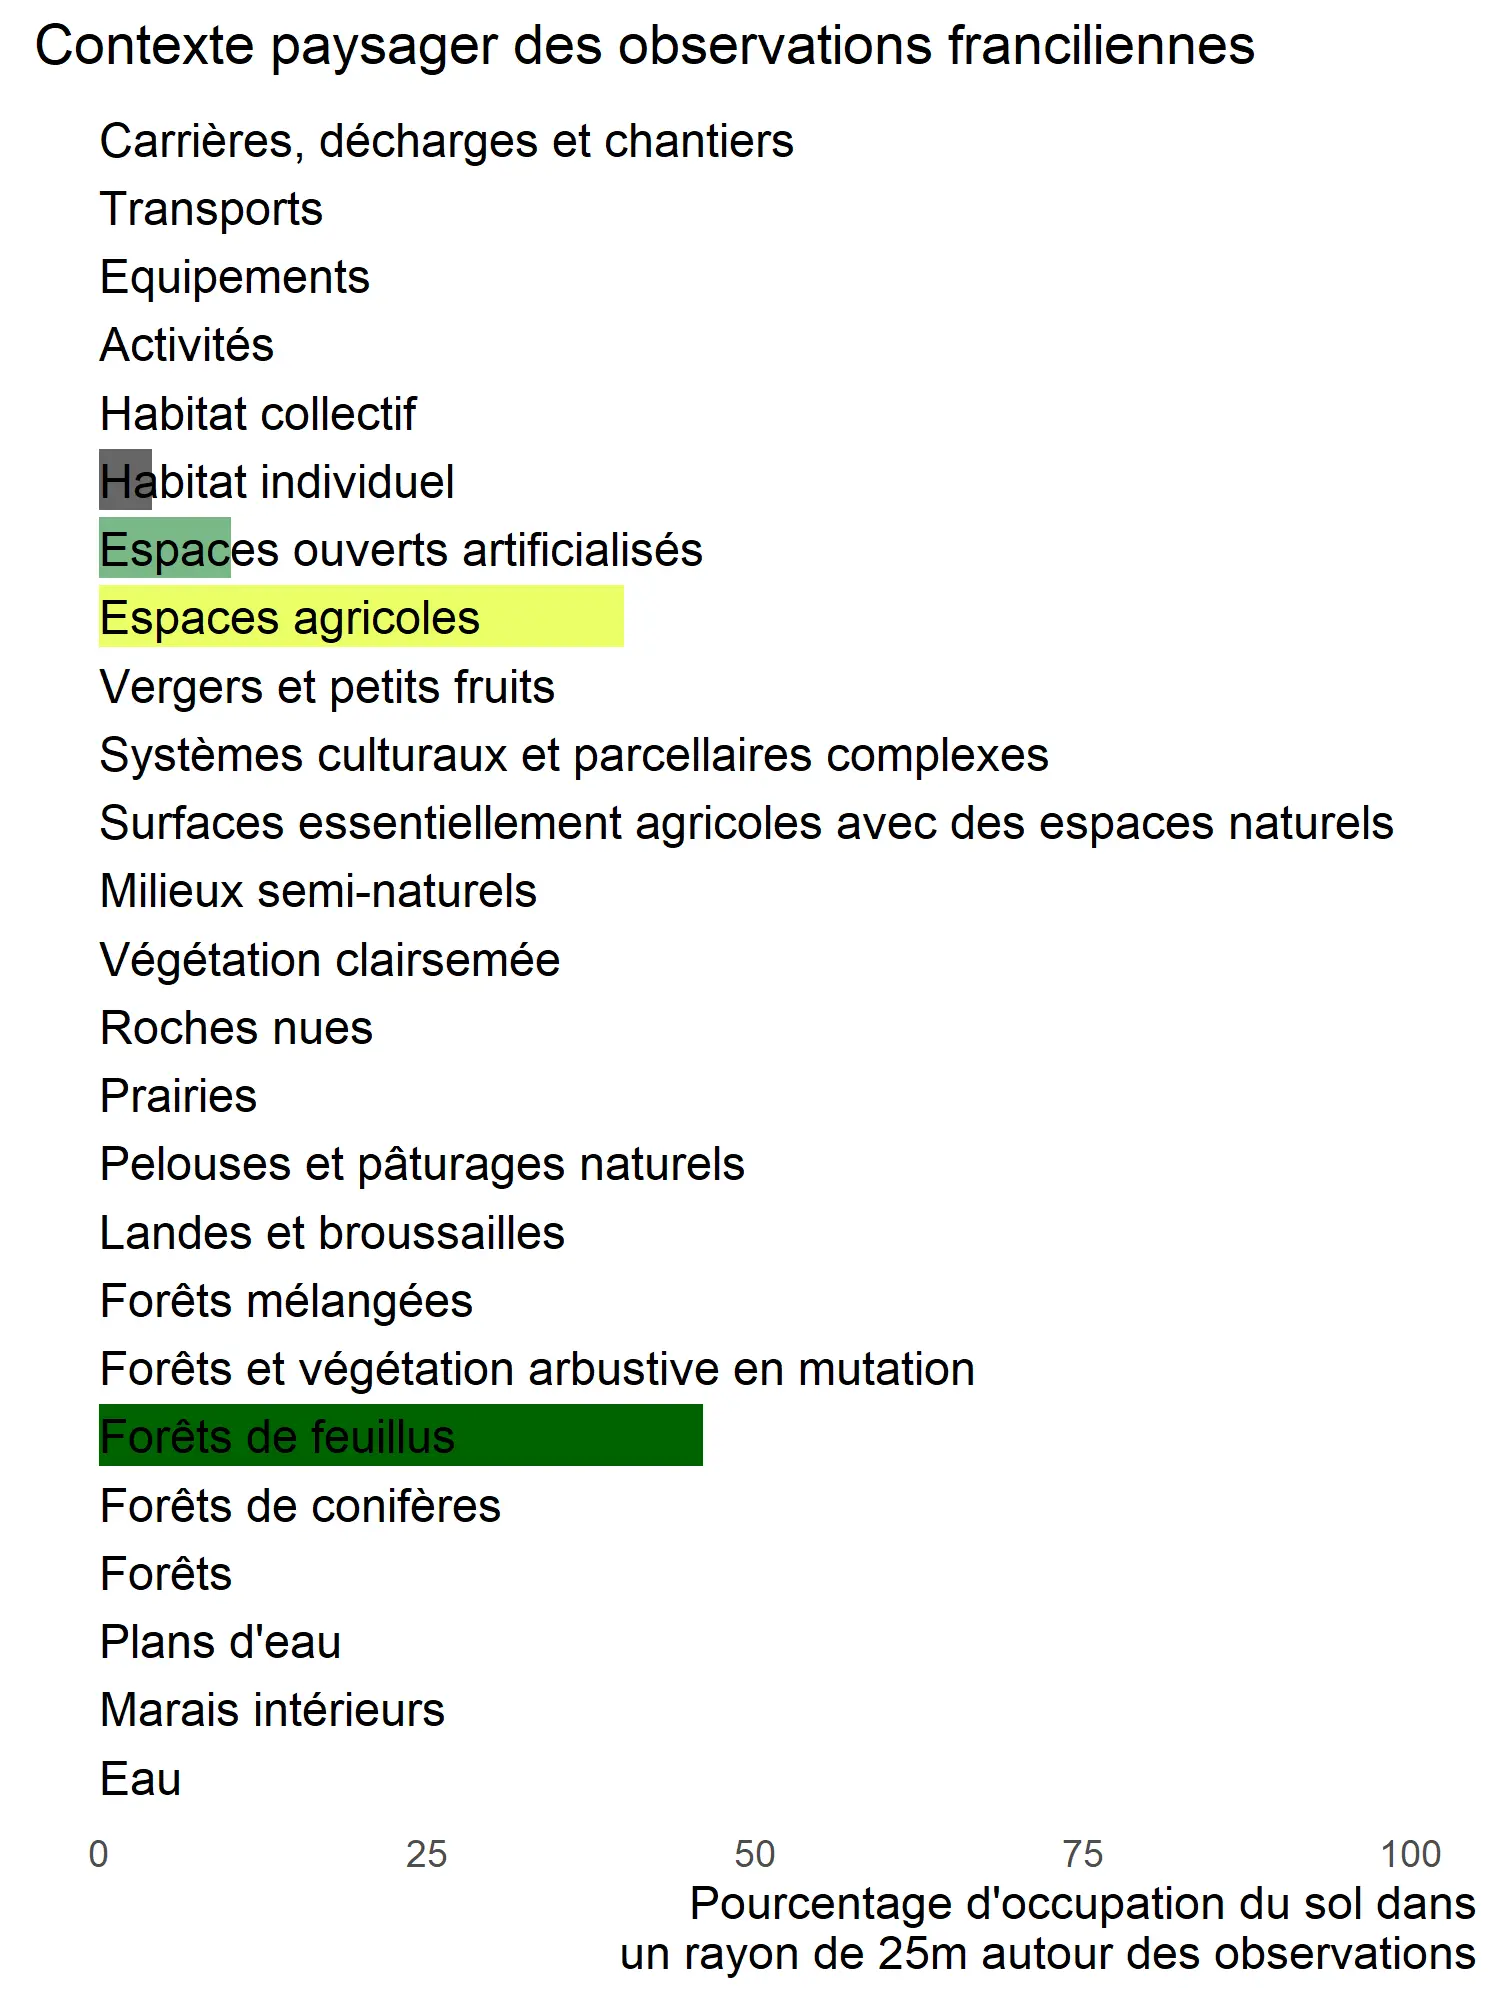 Contexte paysager des observations franciliennes
Carrières, décharges et chantiers
Transports
Equipements
Activités
Habitat collectif
Habitat individuel
Espaces ouverts artificialisés
Espaces agricoles
Vergers et petits fruits
Systèmes culturaux et parcellaires complexes
Surfaces essentiellement agricoles avec des espaces naturels
Milieux semi-naturels
Végétation clairsemée
Roches nues
Prairies
Pelouses et pâturages naturels
Landes et broussailles
Forêts mélangées
Forêts et végétation arbustive en mutation
Forêts de feuillus
Forêts de conifères
Forêts
Plans d'eau
Marais intérieurs
Eau
0 25 50 75 100
Pourcentage d'occupation du sol dans
un rayon de 25m autour des observations